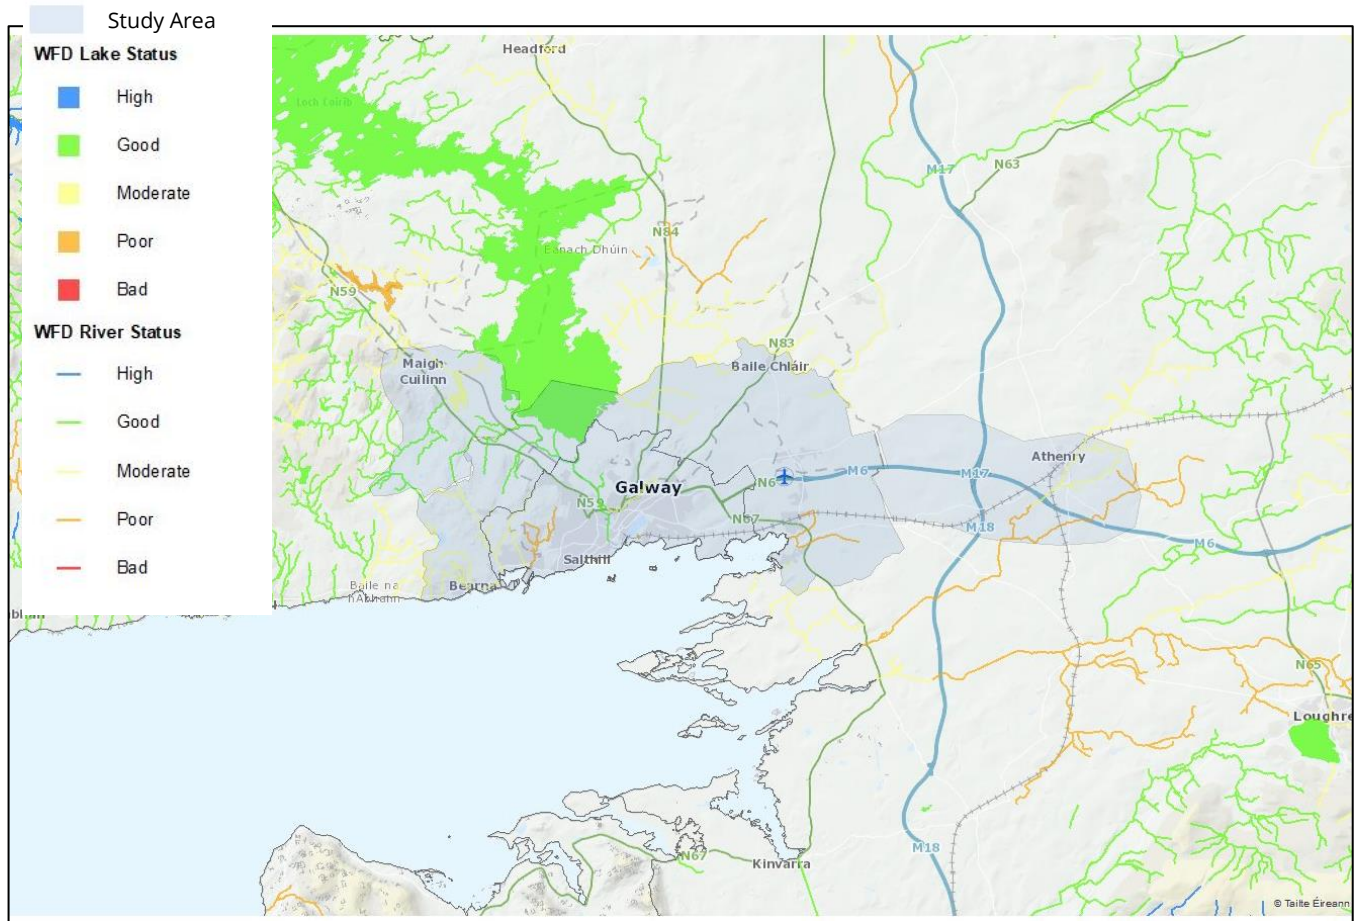 Study Area
WFD Lake Status
High
Good
Moderate
Poor
Bad
WFD River Status
High
Good
Moderate
Poor
Bad
Headford
Loch Coirib
M17
N63
N84
Eanach Dhúin
N59
N83
Maigh
Cuilinn
Baile Chláir
Athenry
M6
M17
N6
Galway
N59
N67
M18
M6
Salthill
Baile na
hAbhann
Bearna
N65
Loughre
M18
N67
Kinvarra
© Tailte Éireann